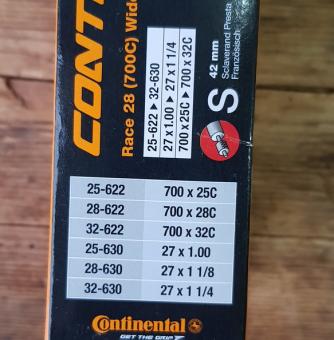 CONTI
Race 28 (700C) Wide
25-622 ▸ 32-630
27 x 1.00 ▸ 27 x 1 1/4
700 x 25C ▸ 700 x 32C
S 42 mm
Sclaverand Presta
Französisch
25-622 700 x 25C
28-622 700 x 28C
32-622 700 x 32C
25-630 27 x 1.00
28-630 27 x 1 1/8
32-630 27 x 1 1/4
Continental
GET THE GRIP